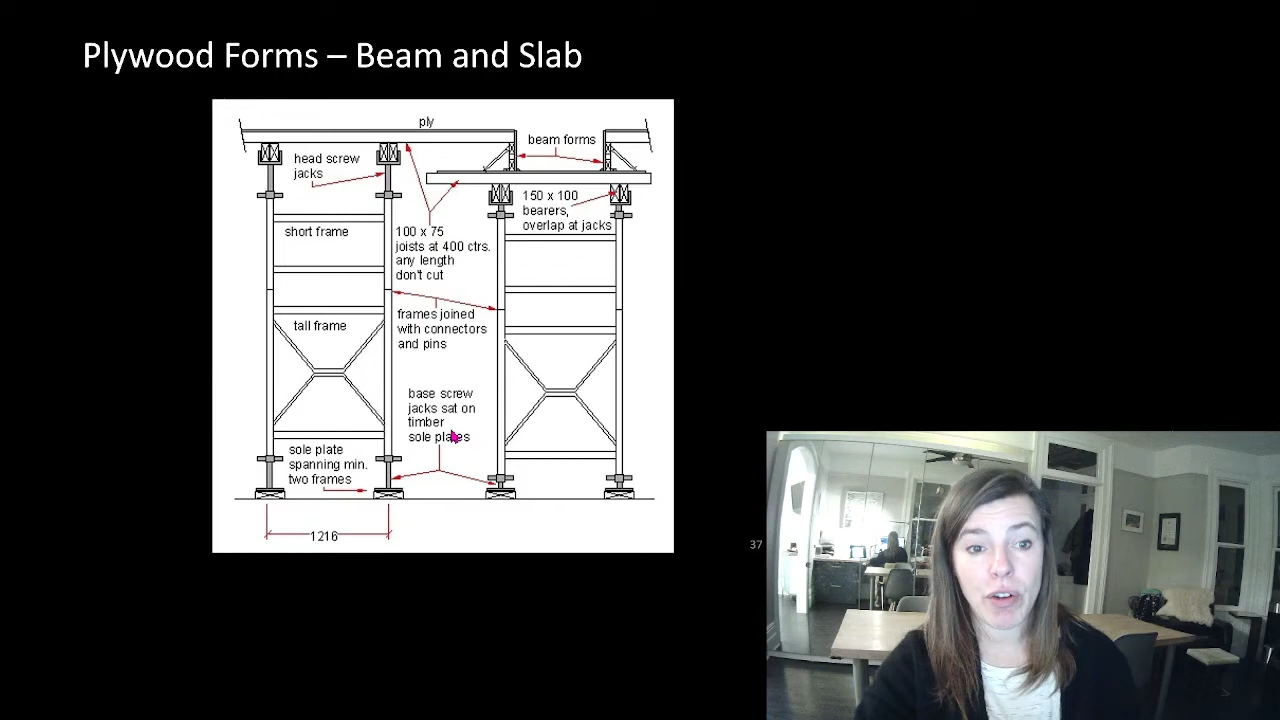 Plywood Forms – Beam and Slab
ply
beam forms
head screw
jacks
150 x 100
bearers,
overlap at jacks
short frame
100 x 75
joists at 400 ctrs.
any length
don't cut
frames joined
with connectors
and pins
tall frame
base screw
jacks sat on
timber
sole plates
sole plate
spanning min.
two frames
1216
37